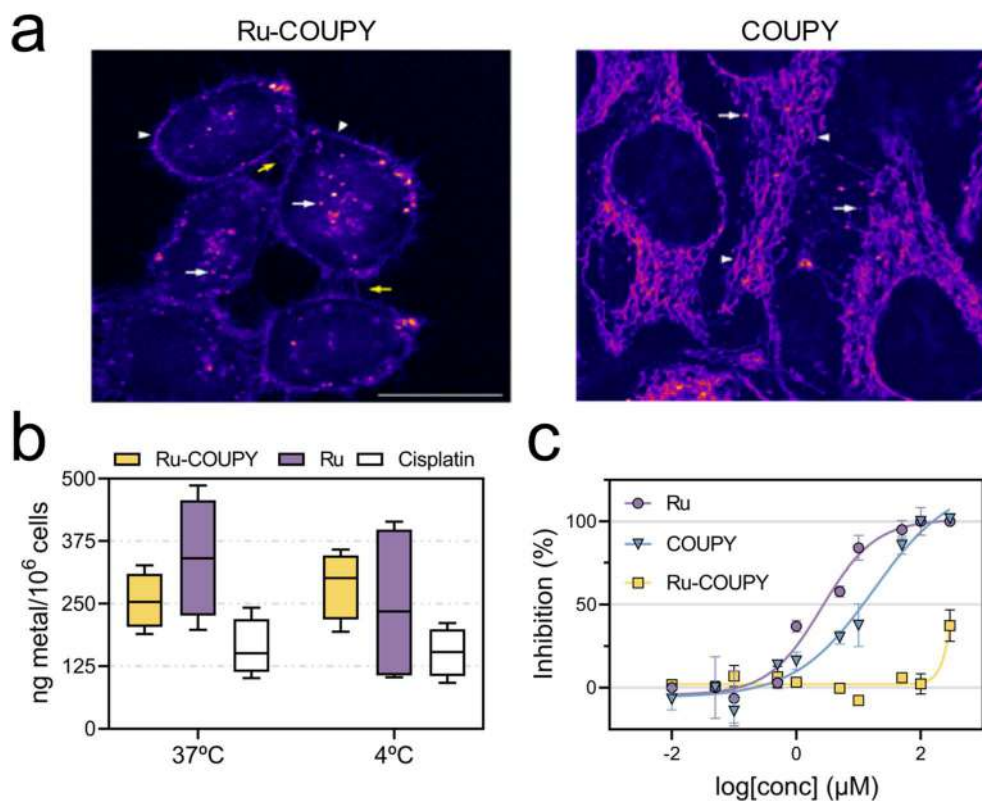 a
Ru-COUPY
COUPY
b
Ru-COUPY Ru Cisplatin
ng metal/10⁶ cells
500
375
250
125
0
37ºC 4ºC
c
Ru
COUPY
Ru-COUPY
Inhibition (%)
100
50
0
-2 0 2
log[conc] (µM)